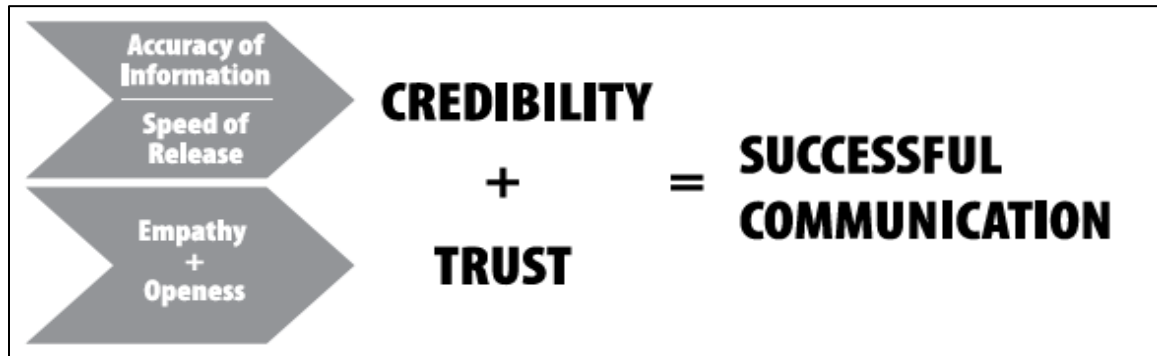 Accuracy of
Information
Speed of
Release
Empathy
+
Openess
CREDIBILITY
+
TRUST
=
SUCCESSFUL
COMMUNICATION